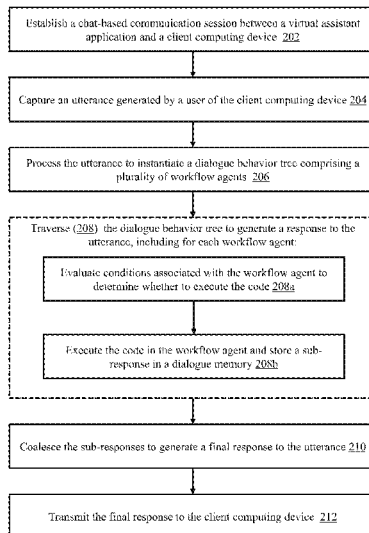 Establish a chat-based communication session between a virtual assistant
application and a client computing device 202
Capture an utterance generated by a user of the client computing device 204
Process the utterance to instantiate a dialogue behavior tree comprising a
plurality of workflow agents 206
Traverse (208) the dialogue behavior tree to generate a response to the
utterance, including for each workflow agent:
Evaluate conditions associated with the workflow agent to
determine whether to execute the code 208a
Execute the code in the workflow agent and store a sub-
response in a dialogue memory 208b
Coalesce the sub-responses to generate a final response to the utterance 210
Transmit the final response to the client computing device 212